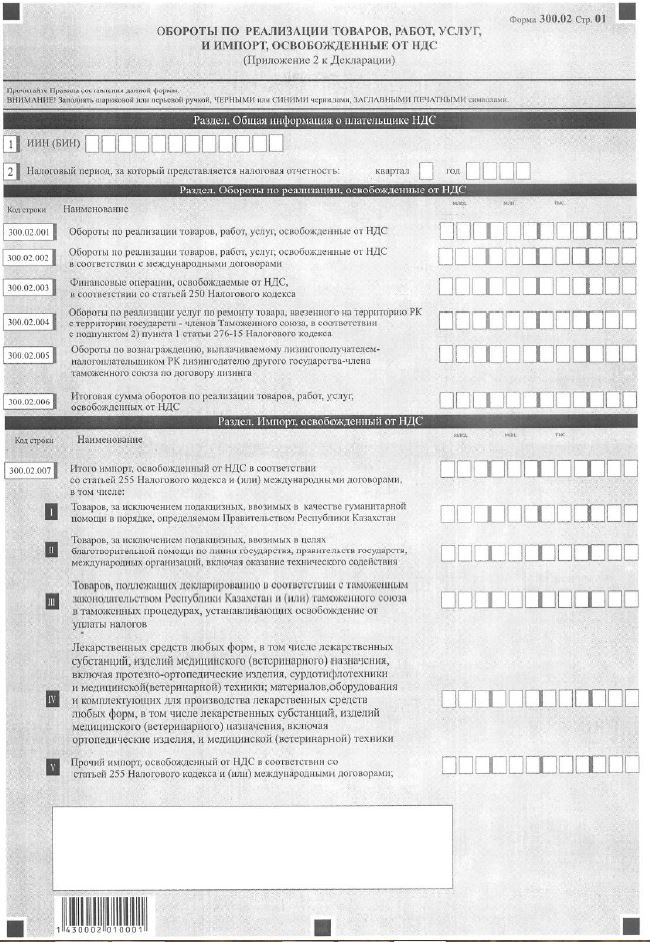 Форма 300.02 Стр. 01
ОБОРОТЫ ПО РЕАЛИЗАЦИИ ТОВАРОВ, РАБОТ, УСЛУГ,
И ИМПОРТ, ОСВОБОЖДЕННЫЕ ОТ НДС
(Приложение 2 к Декларации)
Прочитайте Правила составления данной формы.
ВНИМАНИЕ! Заполнять шариковой или перьевой ручкой, ЧЕРНЫМИ или СИНИМИ чернилами, ЗАГЛАВНЫМИ ПЕЧАТНЫМИ символами.
Раздел. Общая информация о плательщике НДС
1 ИИН (БИН)
2 Налоговый период, за который представляется налоговая отчетность: квартал год
Раздел. Обороты по реализации, освобожденные от НДС
Код строки Наименование млрд. млн. тыс.
300.02.001 Обороты по реализации товаров, работ, услуг, освобожденные от НДС
300.02.002 Обороты по реализации товаров, работ, услуг, освобожденные от НДС
в соответствии с международными договорами
300.02.003 Финансовые операции, освобождаемые от НДС,
в соответствии со статьей 250 Налогового кодекса
300.02.004 Обороты по реализации услуг по ремонту товара, ввезенного на территорию РК
с территории государств - членов Таможенного союза, в соответствии
с подпунктом 2) пункта 1 статьи 276-15 Налогового кодекса
300.02.005 Обороты по вознаграждению, выплачиваемому лизингополучателем-
налогоплательщиком РК лизингодателю другого государства-члена
таможенного союза по договору лизинга
300.02.006 Итоговая сумма оборотов по реализации товаров, работ, услуг,
освобожденных от НДС
Раздел. Импорт, освобожденный от НДС
Код строки Наименование млрд. млн. тыс.
300.02.007 Итого импорт, освобожденный от НДС в соответствии
со статьей 255 Налогового кодекса и (или) международными договорами,
в том числе:
I Товаров, за исключением подакцизных, ввозимых в качестве гуманитарной
помощи в порядке, определяемом Правительством Республики Казахстан
II Товаров, за исключением подакцизных, ввозимых в целях
благотворительной помощи по линии государства, правительств государств,
международных организаций, включая оказание технического содействия
III Товаров, подлежащих декларированию в соответствии с таможенным
законодательством Республики Казахстан и (или) таможенного союза
в таможенных процедурах, устанавливающих освобождение от
уплаты налогов
IV Лекарственных средств любых форм, в том числе лекарственных
субстанций, изделий медицинского (ветеринарного) назначения,
включая протезно-ортопедические изделия, сурдотифлотехники
и медицинской(ветеринарной) техники; материалов,оборудования
и комплектующих для производства лекарственных средств
любых форм, в том числе лекарственных субстанций, изделий
медицинского (ветеринарного) назначения, включая
ортопедические изделия, и медицинской (ветеринарной) техники
V Прочий импорт, освобожденный от НДС в соответствии со
статьей 255 Налогового кодекса и (или) международными договорами;
1430002010001